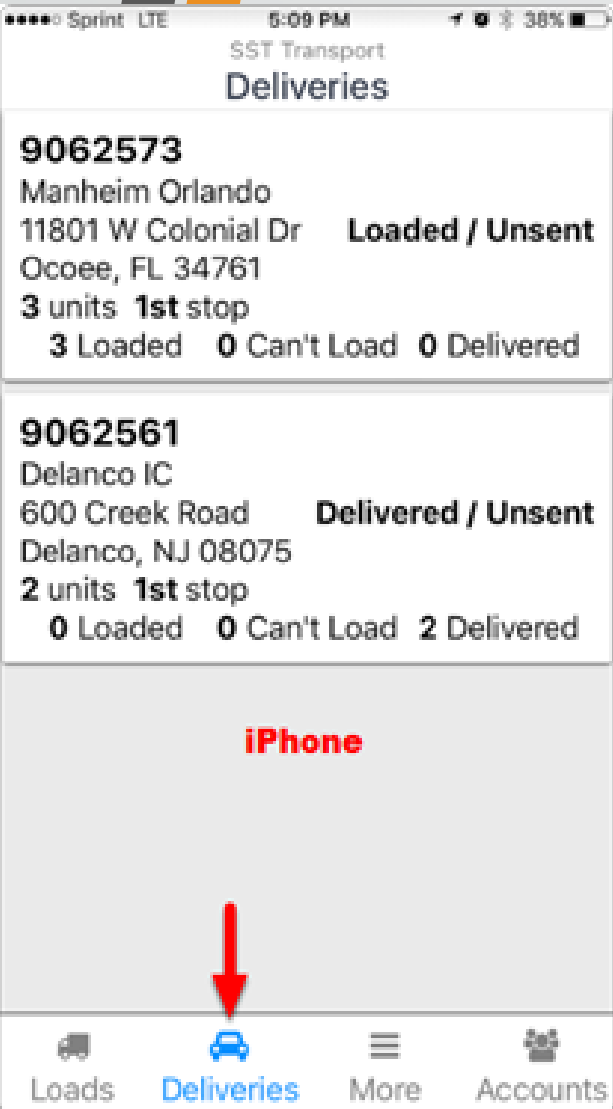 Sprint LTE 5:09 PM 38%
SST Transport
Deliveries
9062573
Manheim Orlando
11801 W Colonial Dr Loaded / Unsent
Ocoee, FL 34761
3 units 1st stop
3 Loaded 0 Can't Load 0 Delivered
9062561
Delanco IC
600 Creek Road Delivered / Unsent
Delanco, NJ 08075
2 units 1st stop
0 Loaded 0 Can't Load 2 Delivered
iPhone
Loads Deliveries More Accounts